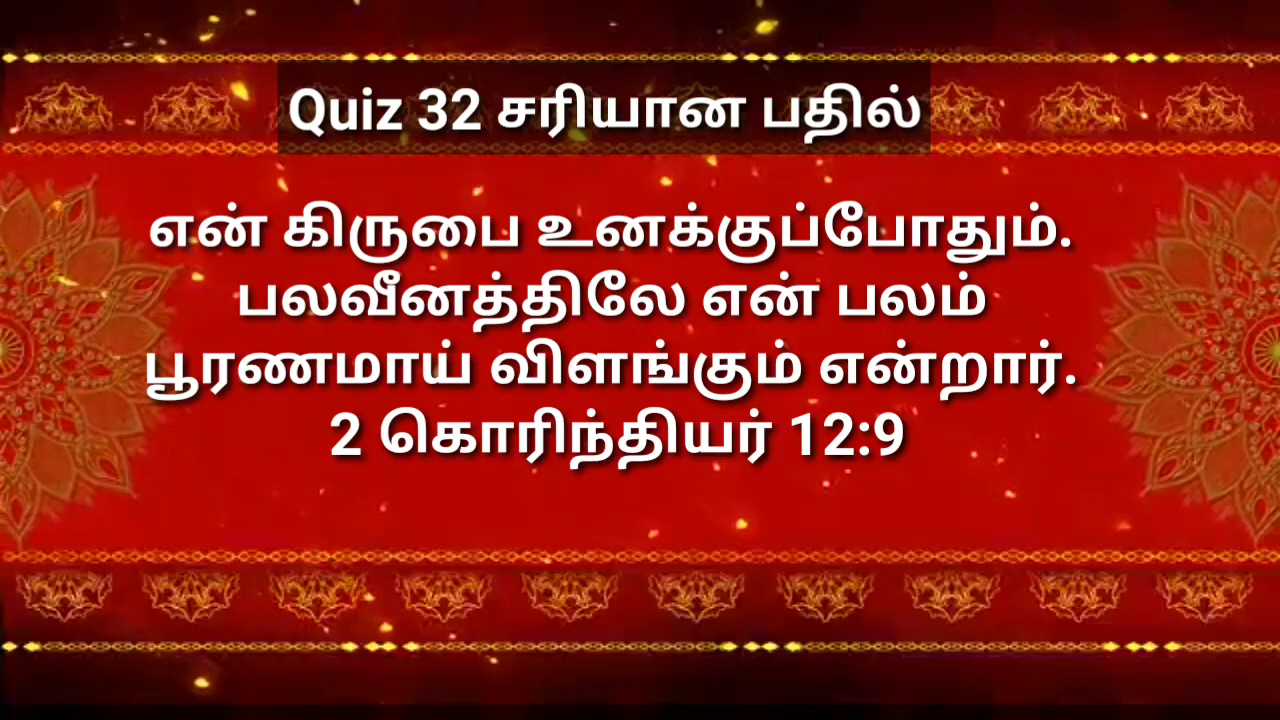 Quiz 32 சரியான பதில்
என் கிருபை உனக்குப்போதும்.
பலவீனத்திலே என் பலம்
பூரணமாய் விளங்கும் என்றார்.
2 கொரிந்தியர் 12:9